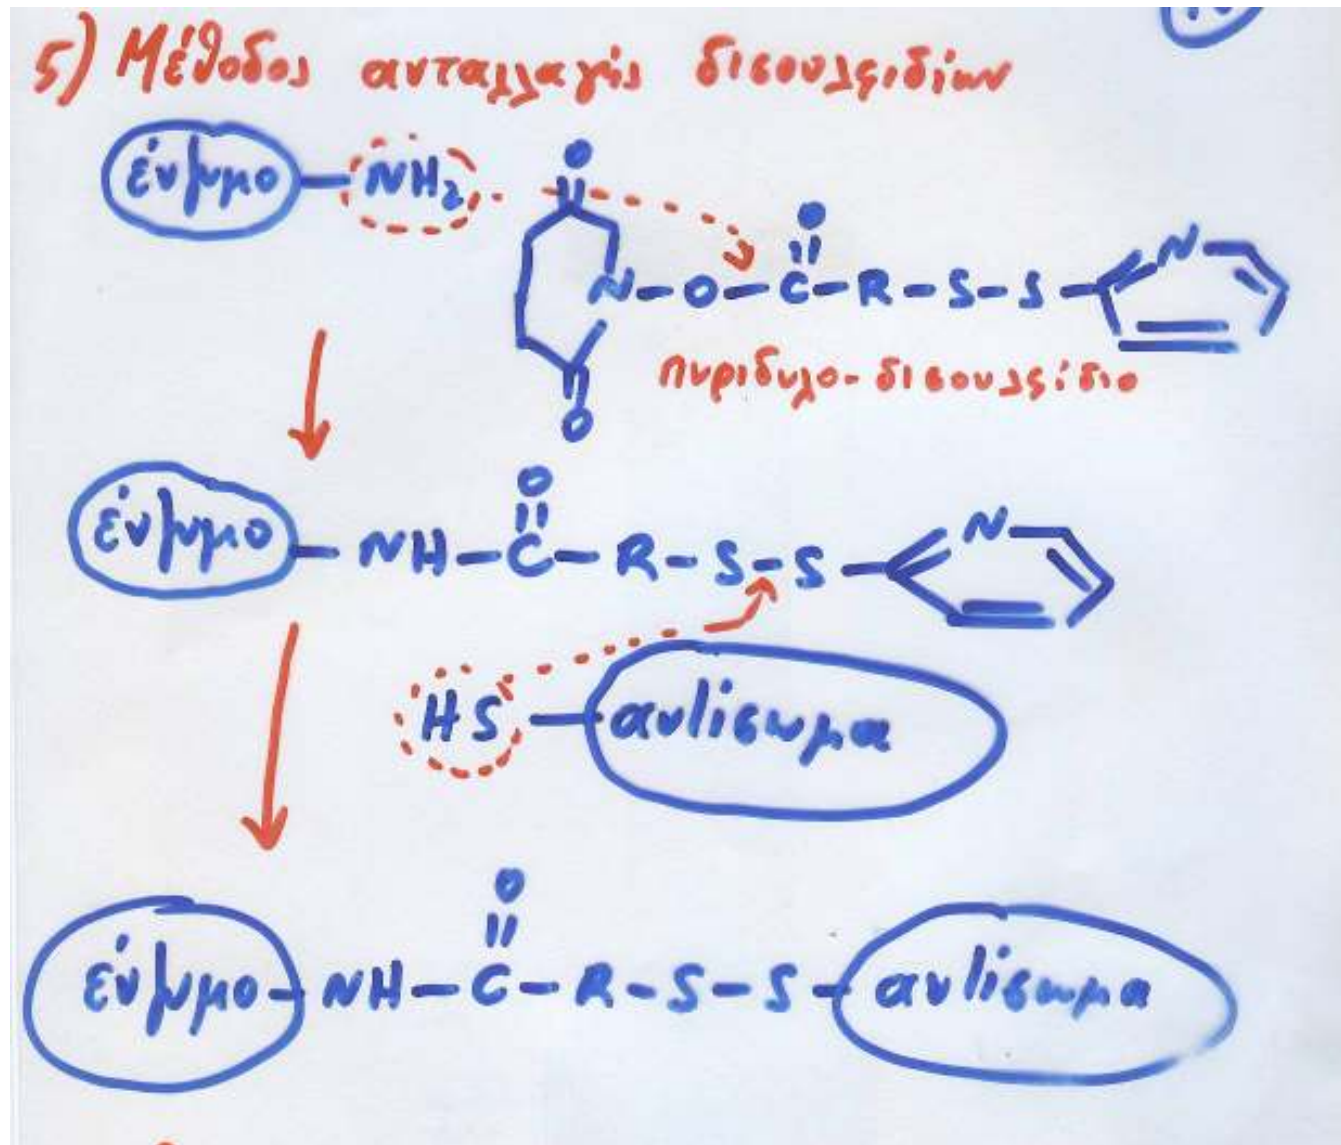 5) Μέθοδος ανταλλαγής δισουλφιδίων
ένζυμο — NH₂
O
O
N—O—C—R—S—S—
N
O
πυριδυλο-δισουλφίδιο
O
ένζυμο — NH—C—R—S—S—
N
HS — αντίσωμα
O
ένζυμο — NH—C—R—S—S— αντίσωμα